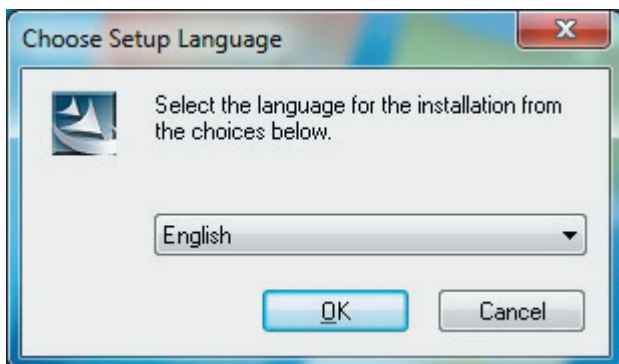 Choose Setup Language
Select the language for the installation from
the choices below.
English
OK
Cancel